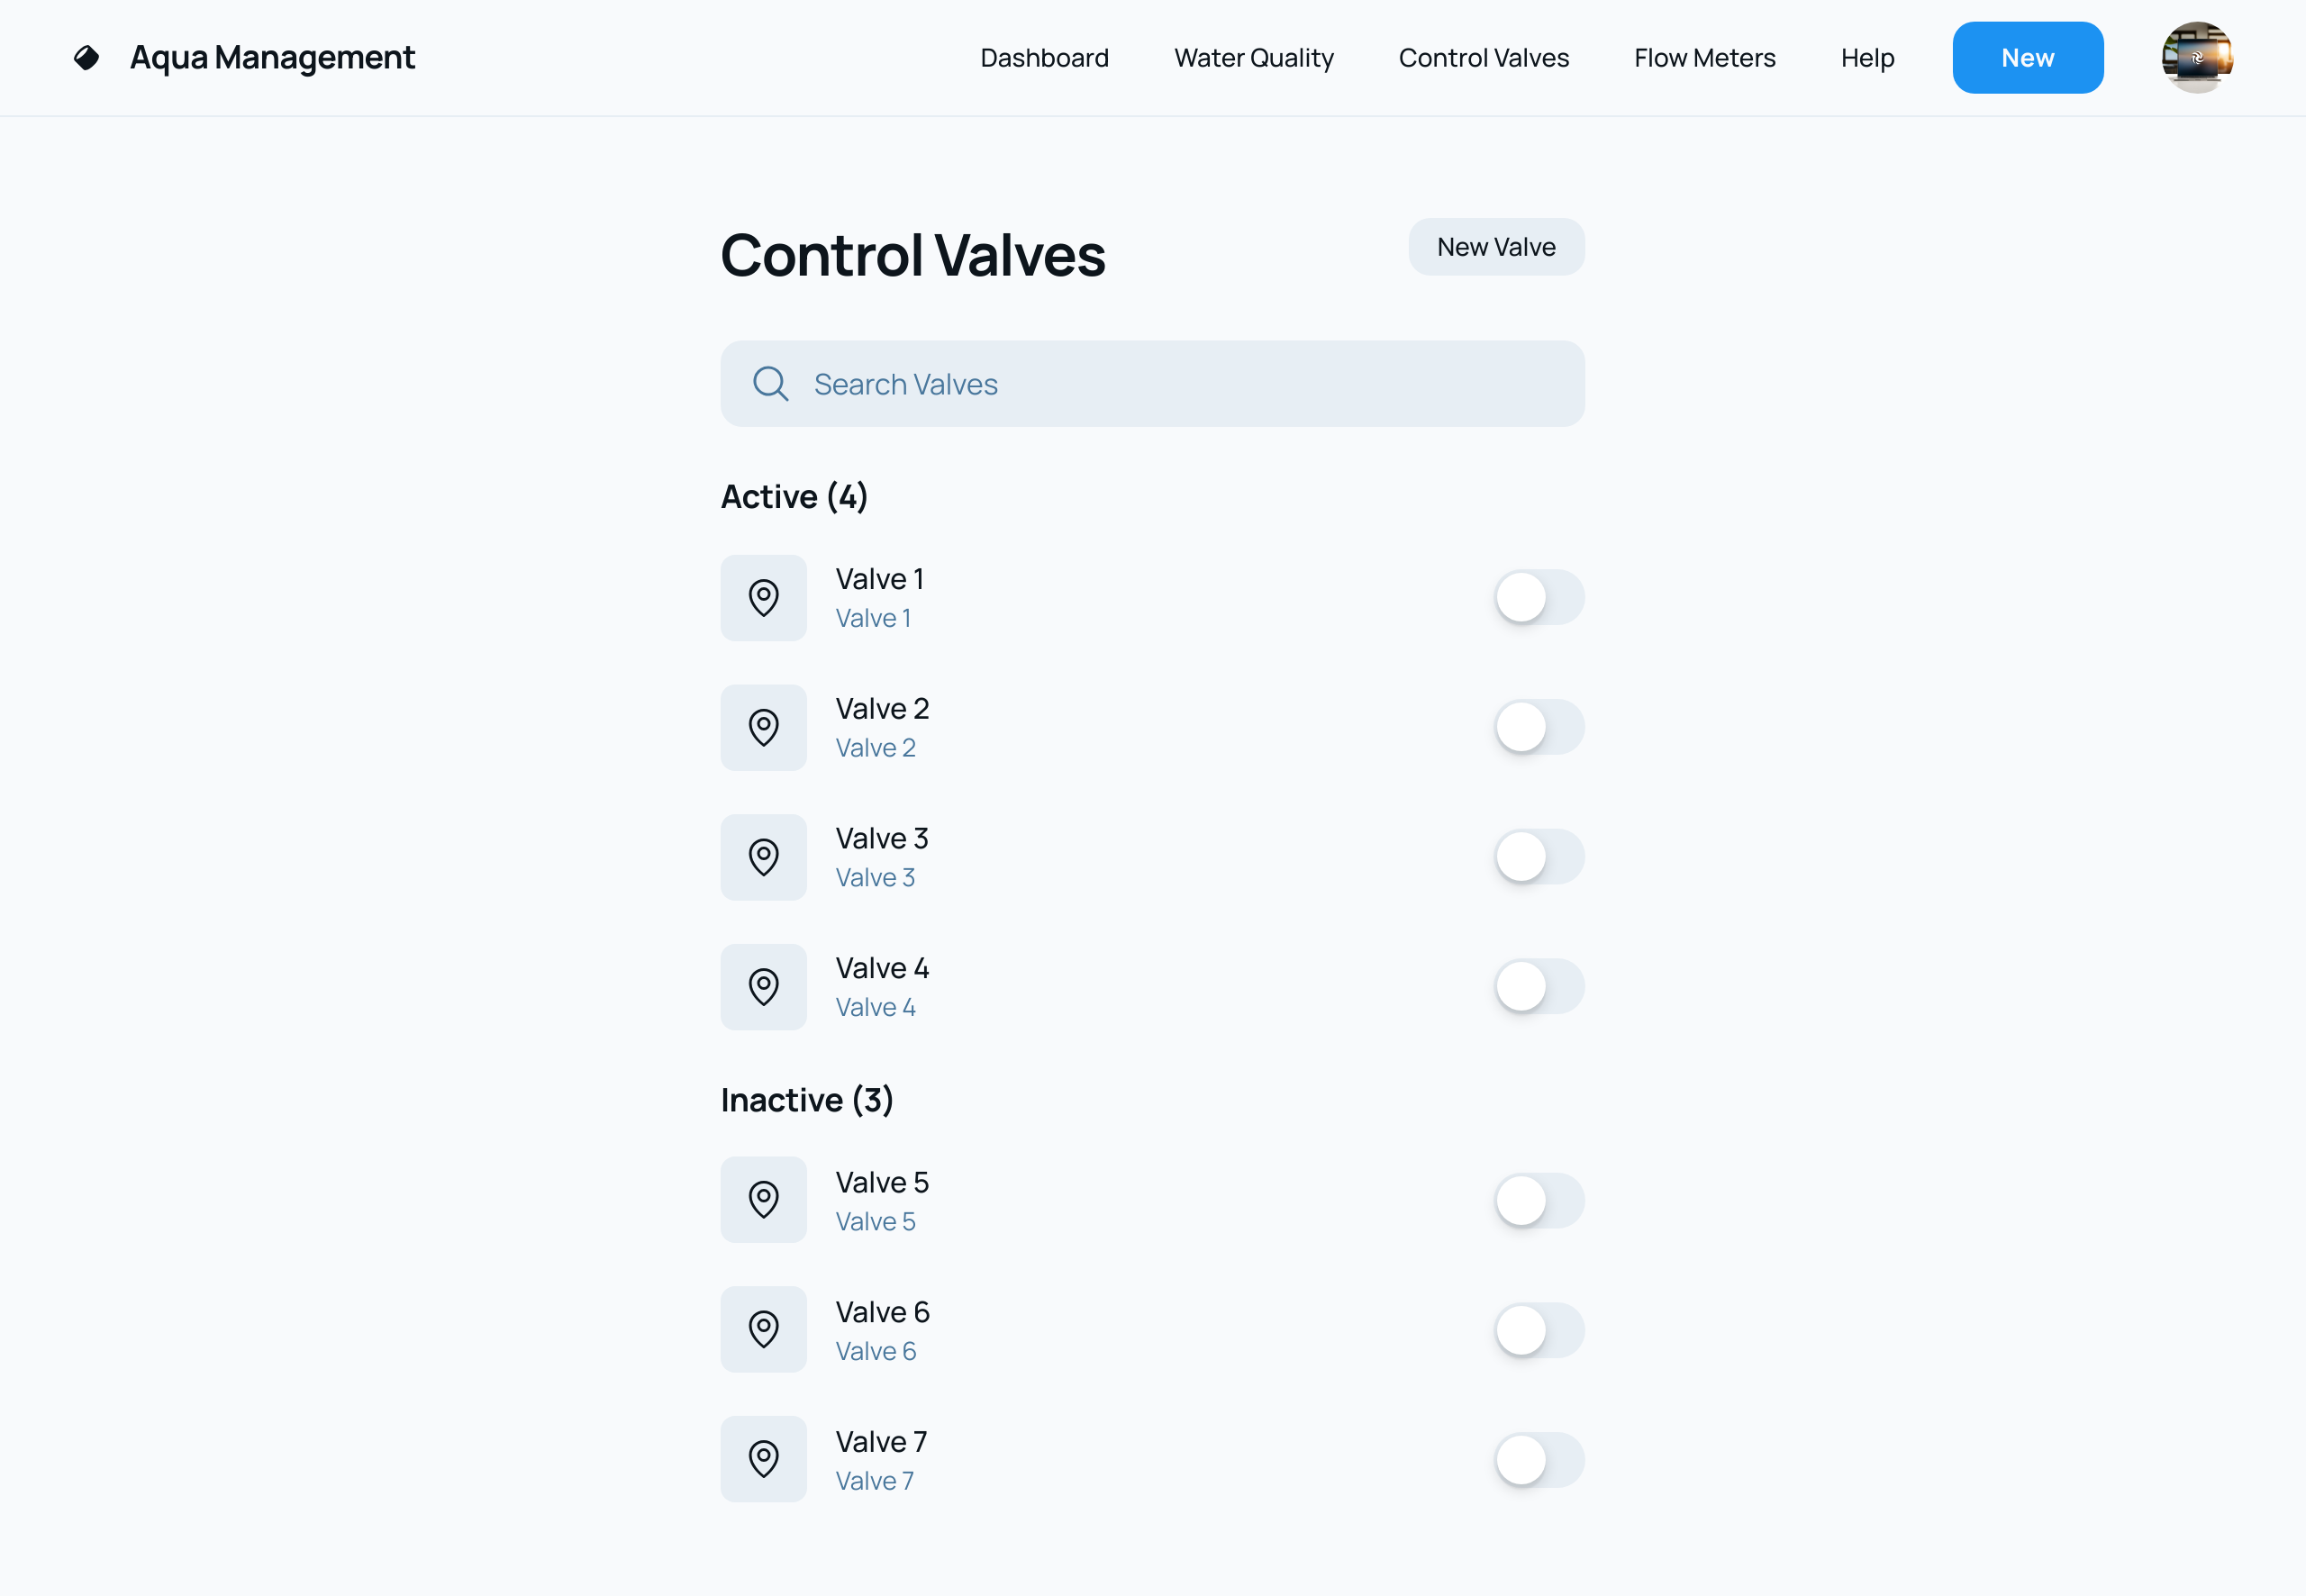 Aqua Management
Dashboard
Water Quality
Control Valves
Flow Meters
Help
New
Control Valves
New Valve
Search Valves
Active (4)
Valve 1
Valve 1
Valve 2
Valve 2
Valve 3
Valve 3
Valve 4
Valve 4
Inactive (3)
Valve 5
Valve 5
Valve 6
Valve 6
Valve 7
Valve 7